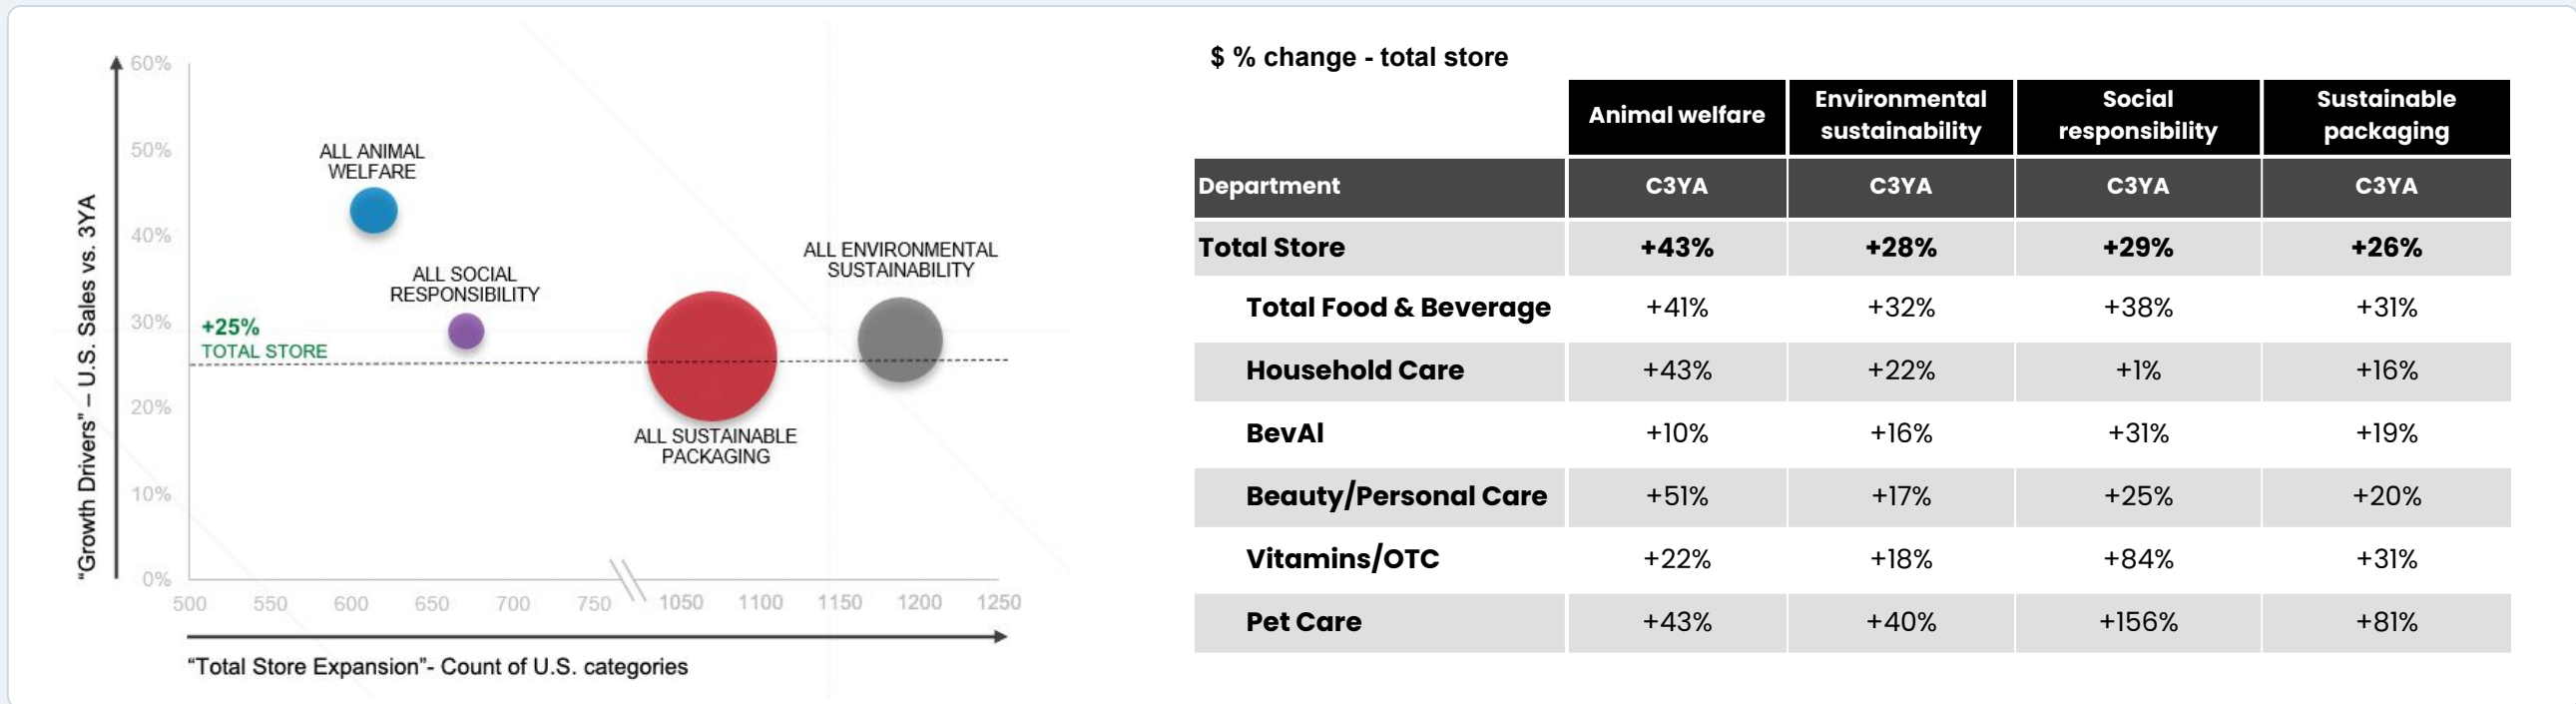 60%
50%
40%
30%
20%
10%
0%
“Growth Drivers” – U.S. Sales vs. 3YA
ALL ANIMAL
WELFARE
ALL SOCIAL
RESPONSIBILITY
ALL ENVIRONMENTAL
SUSTAINABILITY
+25%
TOTAL STORE
ALL SUSTAINABLE
PACKAGING
500 550 600 650 700 750 1050 1100 1150 1200 1250
“Total Store Expansion”- Count of U.S. categories
$ % change - total store
Animal welfare Environmental sustainability Social responsibility Sustainable packaging
Department C3YA C3YA C3YA C3YA
Total Store +43% +28% +29% +26%
Total Food & Beverage +41% +32% +38% +31%
Household Care +43% +22% +1% +16%
BevAl +10% +16% +31% +19%
Beauty/Personal Care +51% +17% +25% +20%
Vitamins/OTC +22% +18% +84% +31%
Pet Care +43% +40% +156% +81%